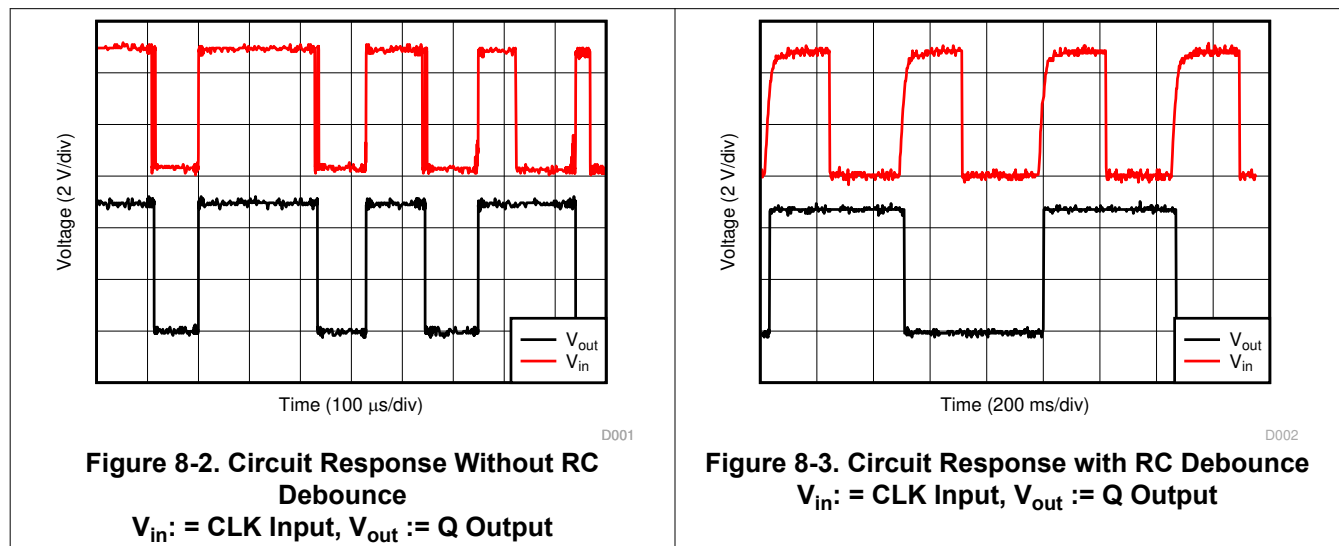 Voltage (2 V/div)
Vout
Vin
Time (100 μs/div)
D001
Figure 8-2. Circuit Response Without RC
Debounce
Vin: = CLK Input, Vout := Q Output
Voltage (2 V/div)
Vout
Vin
Time (200 ms/div)
D002
Figure 8-3. Circuit Response with RC Debounce
Vin: = CLK Input, Vout := Q Output